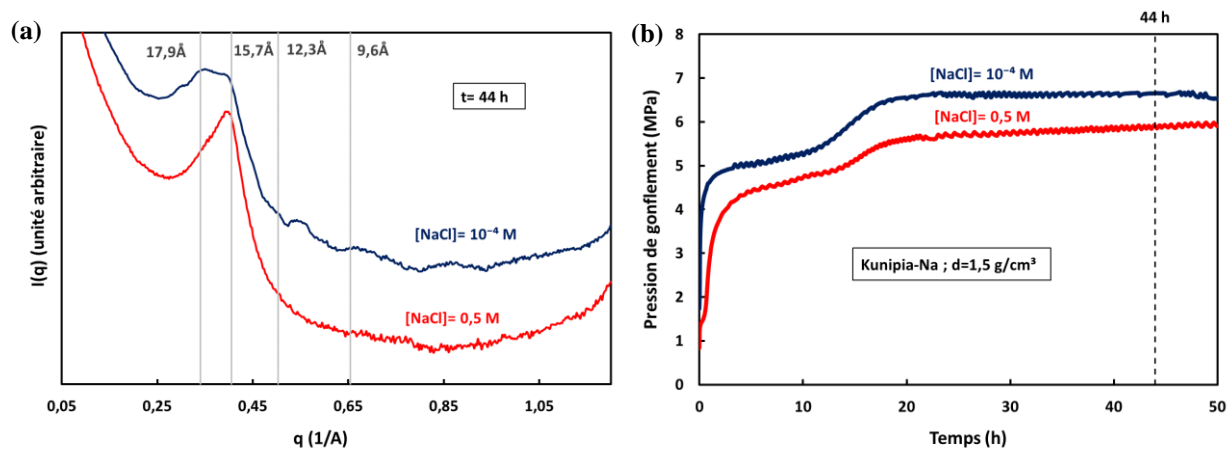 (a)
17,9Å
15,7Å
12,3Å
9,6Å
t= 44 h
[NaCl]= 10⁻⁴ M
[NaCl]= 0,5 M
I(q) (unité arbitraire)
0,05
0,25
0,45
0,65
0,85
1,05
q (1/A)
(b)
44 h
8
7
6
5
4
3
2
1
0
[NaCl]= 10⁻⁴ M
[NaCl]= 0,5 M
Kunipia-Na ; d=1,5 g/cm³
Pression de gonflement (MPa)
0
10
20
30
40
50
Temps (h)